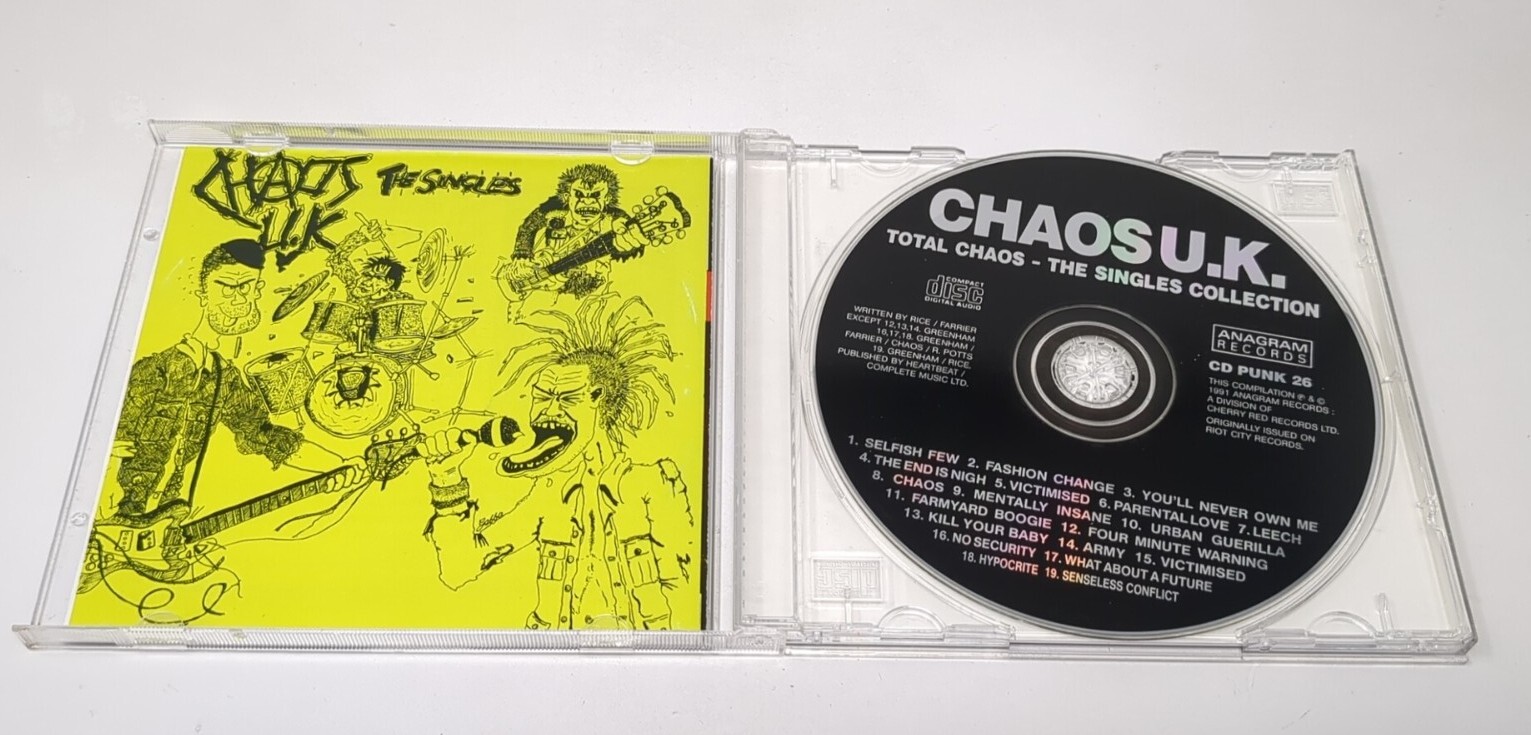 CHAOS
U.K
THE SINGLES
Bobbo
CHAOS U.K.
TOTAL CHAOS - THE SINGLES COLLECTION
COMPACT
disc
DIGITAL AUDIO
WRITTEN BY RICE / FARRIER
EXCEPT 12,13,14. GREENHAM
16,17,18. GREENHAM /
FARRIER / CHAOS / R. POTTS
19. GREENHAM / RICE.
PUBLISHED BY HEARTBEAT /
COMPLETE MUSIC LTD.
ANAGRAM
RECORDS
CD PUNK 26
THIS COMPILATION ℗ & ©
1991 ANAGRAM RECORDS :
A DIVISION OF
CHERRY RED RECORDS LTD.
ORIGINALLY ISSUED ON
RIOT CITY RECORDS.
1. SELFISH FEW 2. FASHION CHANGE 3. YOU'LL NEVER OWN ME
4. THE END IS NIGH 5. VICTIMISED 6. PARENTAL LOVE 7. LEECH
8. CHAOS 9. MENTALLY INSANE 10. URBAN GUERILLA
11. FARMYARD BOOGIE 12. FOUR MINUTE WARNING
13. KILL YOUR BABY 14. ARMY 15. VICTIMISED
16. NO SECURITY 17. WHAT ABOUT A FUTURE
18. HYPOCRITE 19. SENSELESS CONFLICT